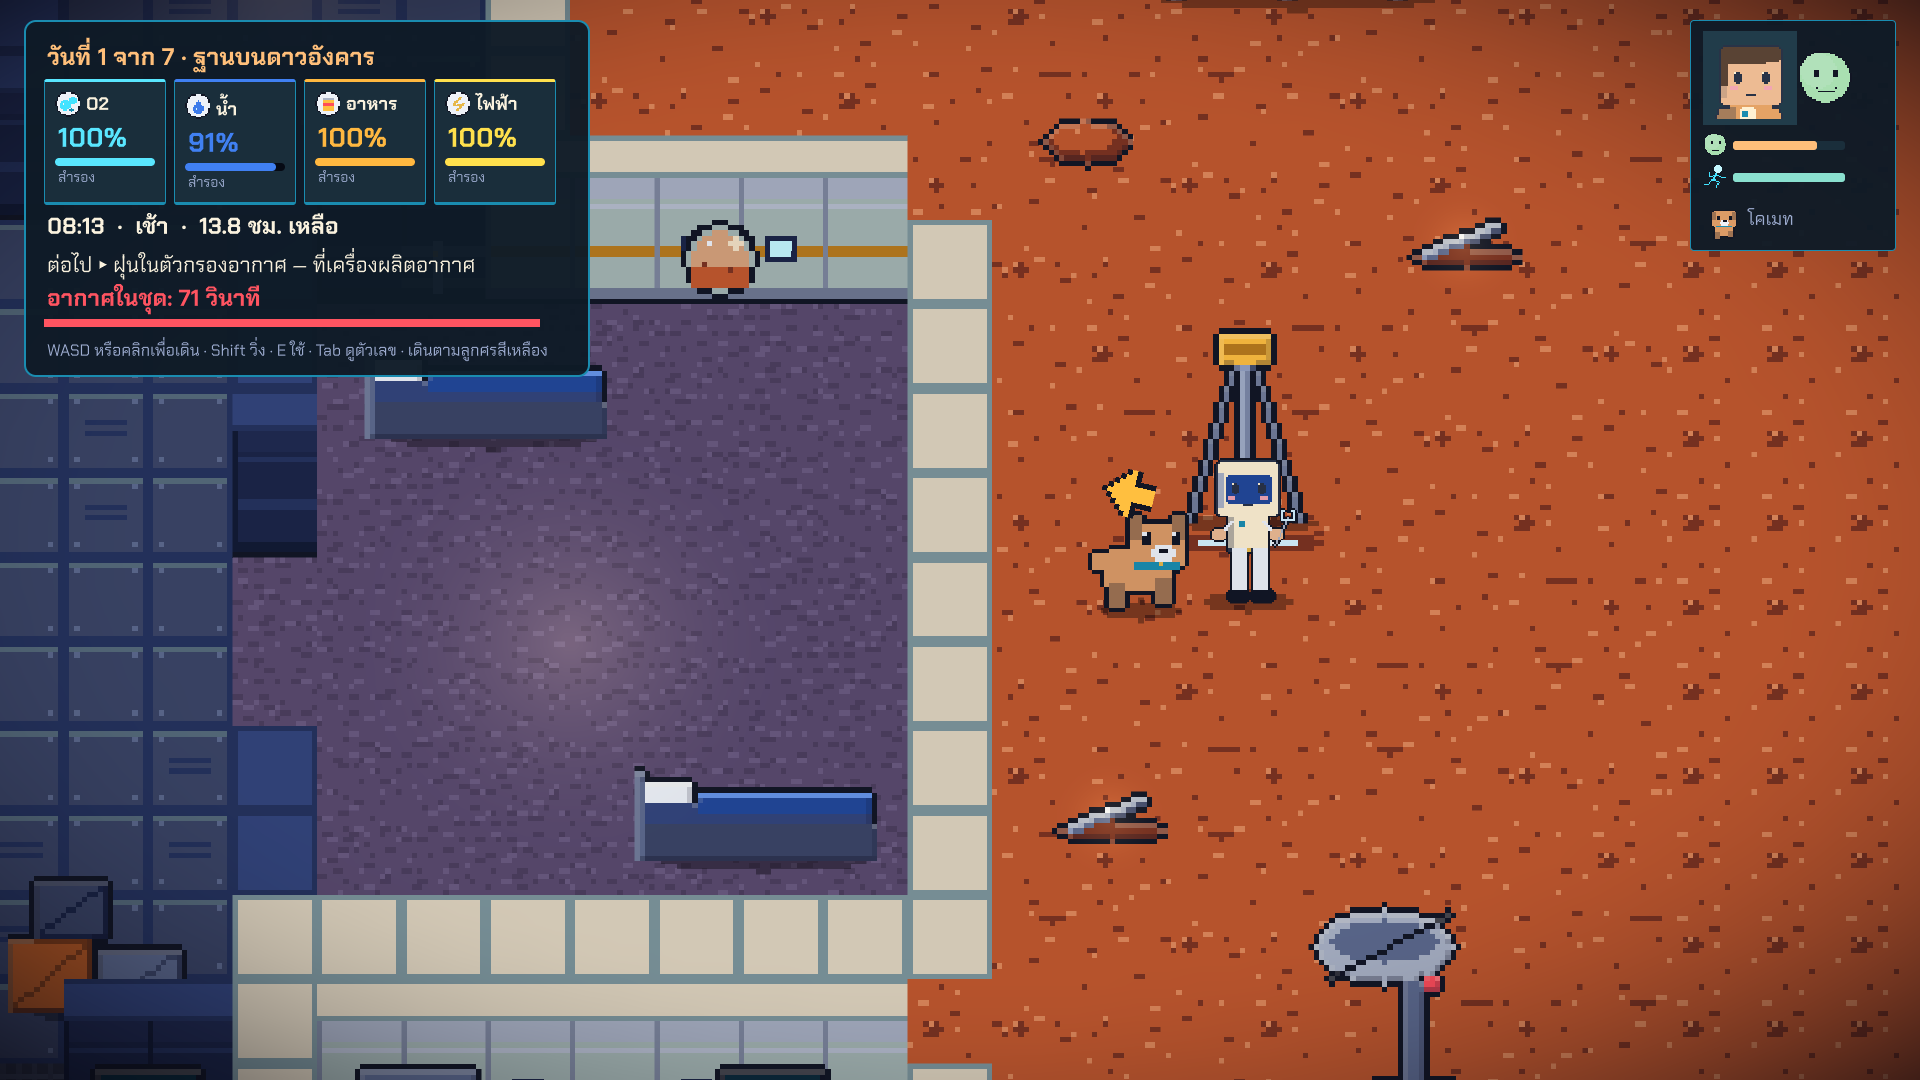 วันที่ 1 จาก 7 · ฐานบนดาวอังคาร
O2
น้ำ
อาหาร
ไฟฟ้า
100%
91%
100%
100%
สำรอง
สำรอง
สำรอง
สำรอง
08:13 · เช้า · 13.8 ชม. เหลือ
ต่อไป ▸ ฝุ่นในตัวกรองอากาศ — ที่เครื่องผลิตอากาศ
อากาศในชุด: 71 วินาที
WASD หรือคลิกเพื่อเดิน · Shift วิ่ง · E ใช้ · Tab ดูตัวเลข · เดินตามลูกศรสีเหลือง
โคเมท